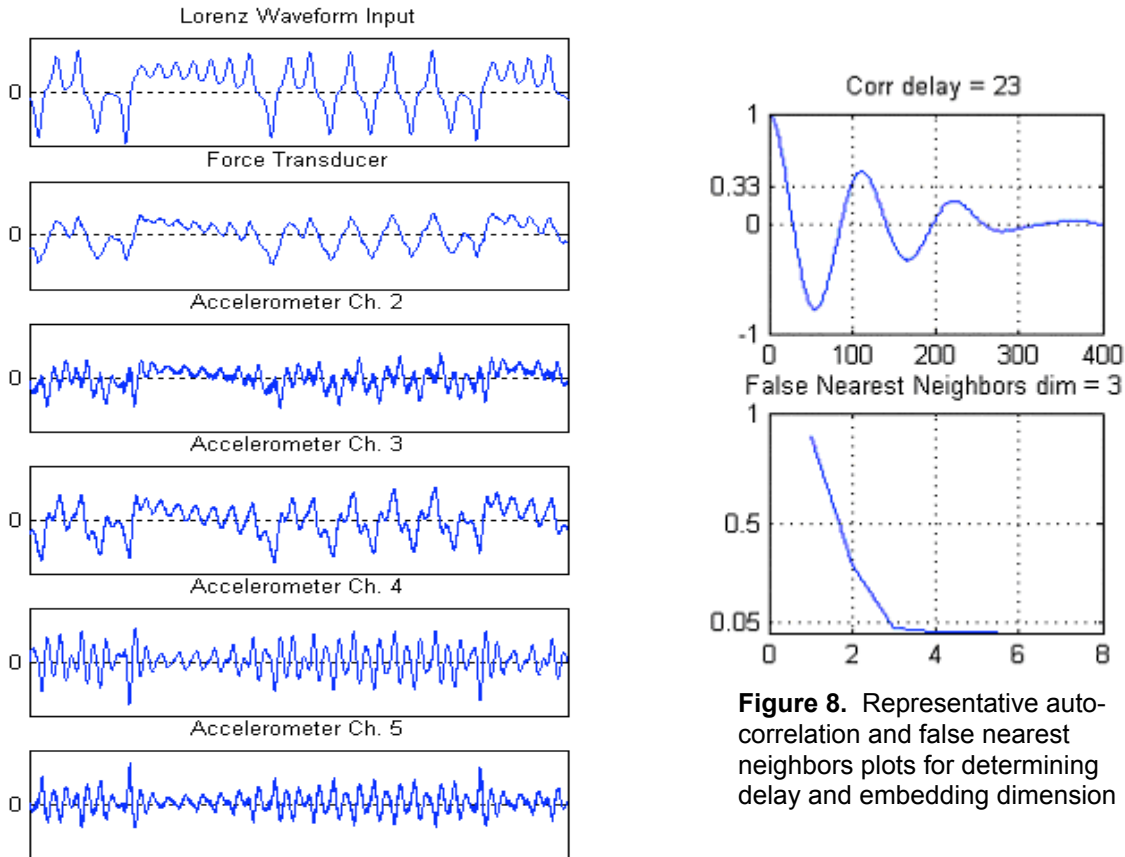 Lorenz Waveform Input
0
Force Transducer
0
Accelerometer Ch. 2
0
Accelerometer Ch. 3
0
Accelerometer Ch. 4
0
Accelerometer Ch. 5
0
Corr delay = 23
1
0.33
0
-1
0 100 200 300 400
False Nearest Neighbors dim = 3
1
0.5
0.05
0 2 4 6 8
Figure 8. Representative auto-
correlation and false nearest
neighbors plots for determining
delay and embedding dimension